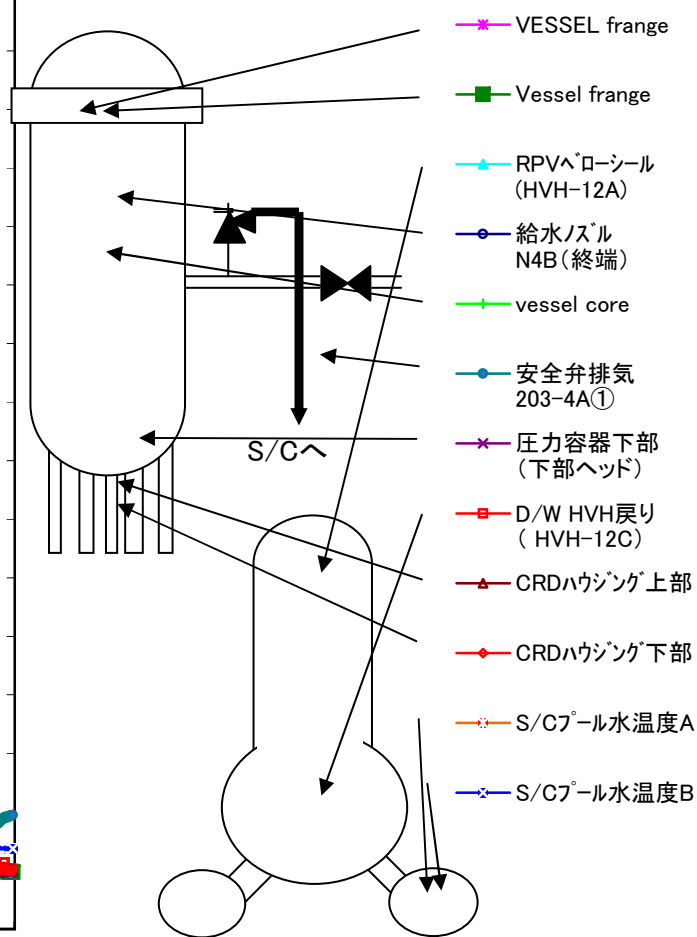 VESSEL frange
Vessel frange
RPVベローシール
(HVH-12A)
給水ノズル
N4B(終端)
vessel core
安全弁排気
203-4A①
圧力容器下部
(下部ヘッド)
D/W HVH戻り
( HVH-12C)
CRDハウジング上部
CRDハウジング下部
S/Cプール水温度A
S/Cプール水温度B
S/Cへ